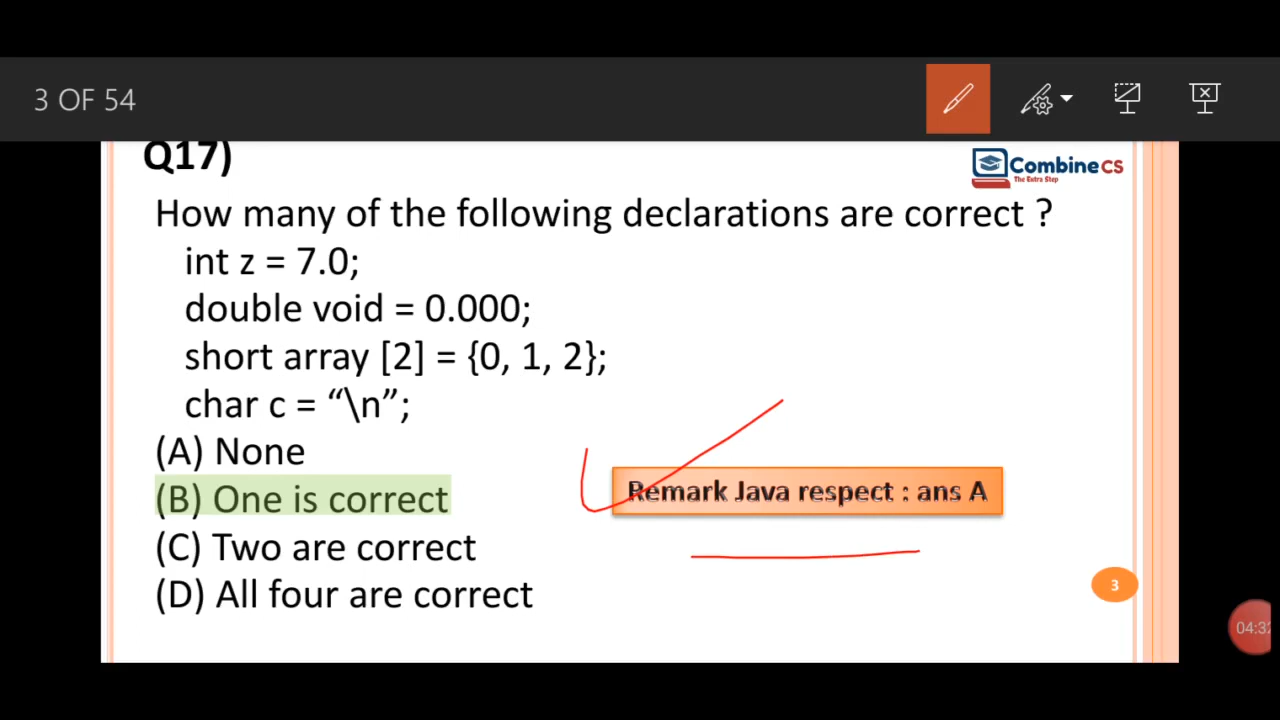 3 OF 54
Q17)
CombineCS
The Extra Step
How many of the following declarations are correct ?
int z = 7.0;
double void = 0.000;
short array [2] = {0, 1, 2};
char c = “\n”;
(A) None
(B) One is correct
Remark Java respect : ans A
(C) Two are correct
(D) All four are correct
3
04:32